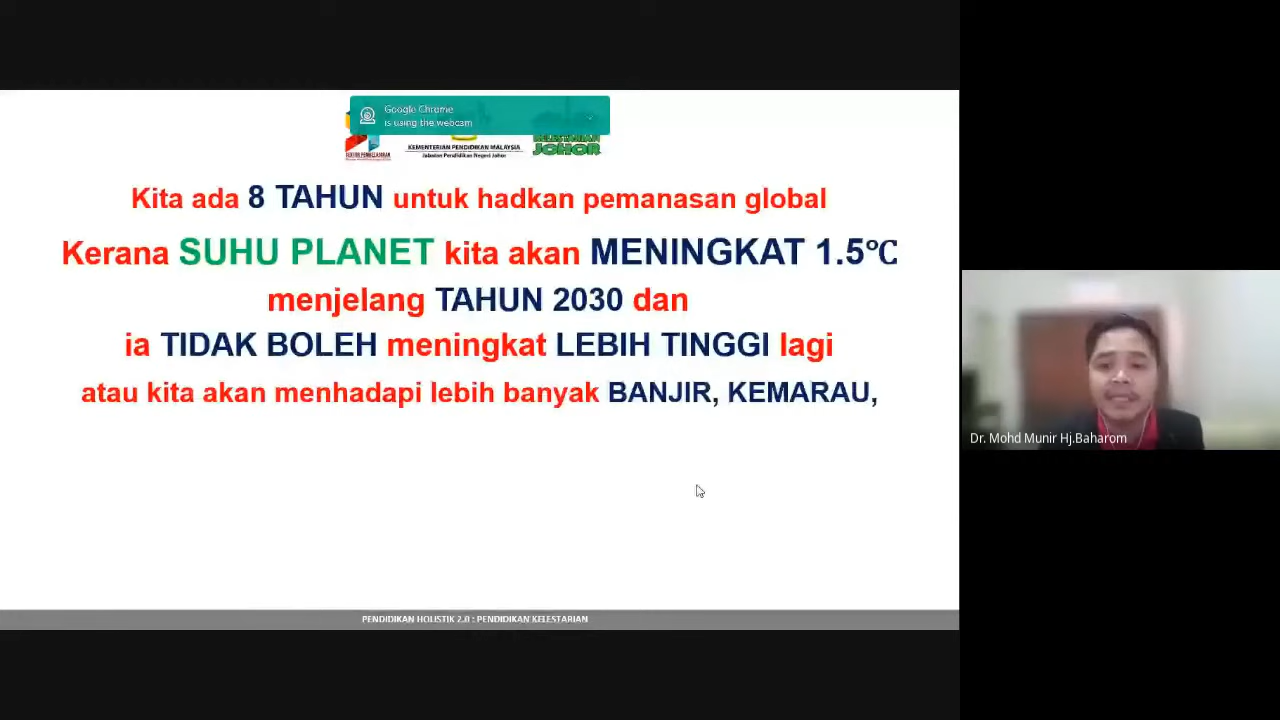 Google Chrome
is using the webcam
KEMENTERIAN PENDIDIKAN MALAYSIA
Jabatan Pendidikan Negeri Johor
JOHOR
Kita ada 8 TAHUN untuk hadkan pemanasan global
Kerana SUHU PLANET kita akan MENINGKAT 1.5℃
menjelang TAHUN 2030 dan
ia TIDAK BOLEH meningkat LEBIH TINGGI lagi
atau kita akan menhadapi lebih banyak BANJIR, KEMARAU,
Dr. Mohd Munir Hj.Baharom
PENDIDIKAN HOLISTIK 2.0 : PENDIDIKAN KELESTARIAN